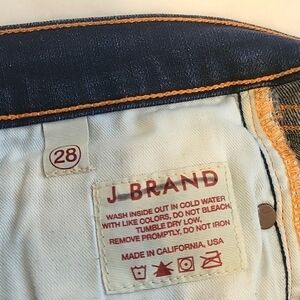 28
J BRAND
WASH INSIDE OUT IN COLD WATER
WITH LIKE COLORS, DO NOT BLEACH,
TUMBLE DRY LOW,
REMOVE PROMPTLY, DO NOT IRON
MADE IN CALIFORNIA, USA